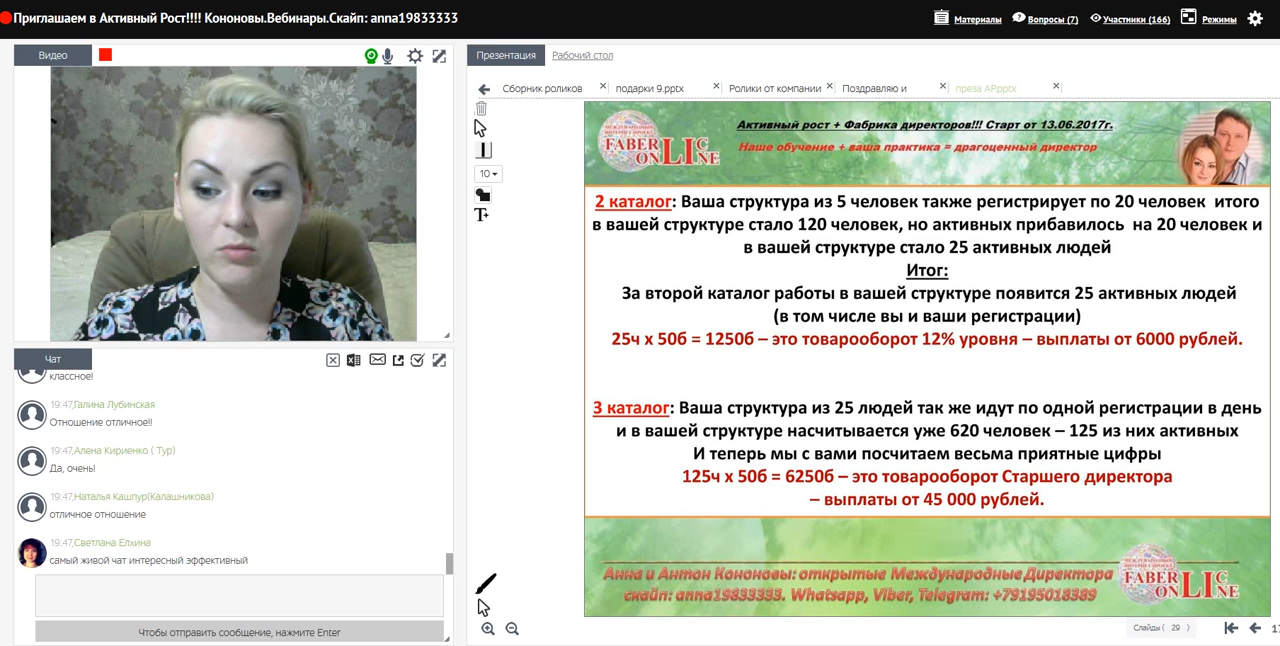 Приглашаем в Активный Рост!!!! Кононовы.Вебинары.Скайп: anna19833333
Материалы
Вопросы (7)
Участники (166)
Режимы
Видео
Презентация
Рабочий стол
Сборник роликов
подарки 9.pptx
Ролики от компании
Поздравляю и
преза АР.pptx
10
T+
МЕЖДУНАРОДНЫЙ
ИНТЕРНЕТ-ПРОЕКТ
FABERLIC
ONLINE
Активный рост + Фабрика директоров!!! Старт от 13.06.2017г.
Наше обучение + ваша практика = драгоценный директор
2 каталог: Ваша структура из 5 человек также регистрирует по 20 человек итого
в вашей структуре стало 120 человек, но активных прибавилось на 20 человек и
в вашей структуре стало 25 активных людей
Итог:
За второй каталог работы в вашей структуре появится 25 активных людей
(в том числе вы и ваши регистрации)
25ч х 50б = 1250б – это товарооборот 12% уровня – выплаты от 6000 рублей.
3 каталог: Ваша структура из 25 людей так же идут по одной регистрации в день
и в вашей структуре насчитывается уже 620 человек – 125 из них активных
И теперь мы с вами посчитаем весьма приятные цифры
125ч х 50б = 6250б – это товарооборот Старшего директора
– выплаты от 45 000 рублей.
Анна и Антон Кононовы: открытые Международные Директора
скайп: anna19833333. Whatsapp, Viber, Telegram: +79195018389
МЕЖДУНАРОДНЫЙ
ИНТЕРНЕТ-ПРОЕКТ
FABERLIC
ONLINE
Слайды ( 29 )
Чат
классное!
19:47,Галина Лубинская
Отношение отличное!!
19:47,Алена Кириенко ( Тур)
Да, очень!
19:47,Наталья Кашпур(Калашникова)
отличное отношение
19:47,Светлана Елхина
самый живой чат интересный эффективный
Чтобы отправить сообщение, нажмите Enter